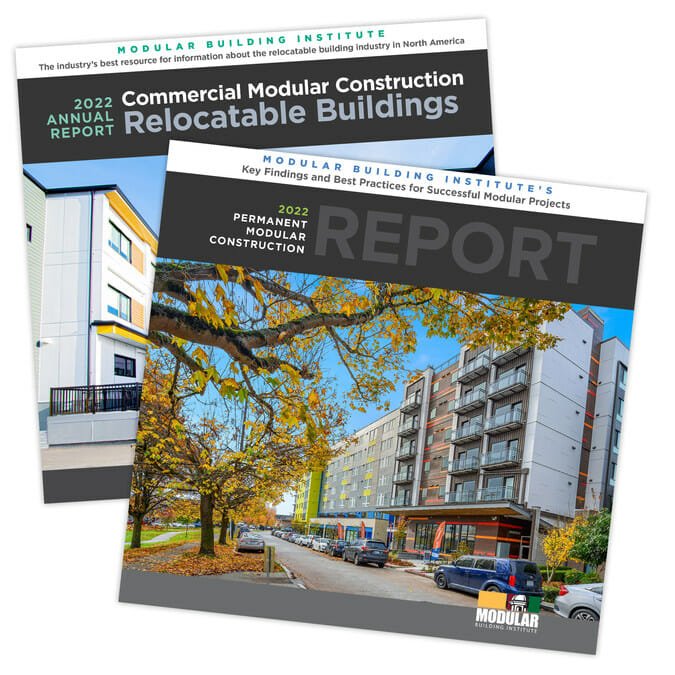 MODULAR BUILDING INSTITUTE
The industry's best resource for information about the relocatable building industry in North America
2022
ANNUAL
REPORT
Commercial Modular Construction
Relocatable Buildings
MODULAR BUILDING INSTITUTE'S
Key Findings and Best Practices for Successful Modular Projects
2022
PERMANENT
MODULAR
CONSTRUCTION
REPORT
MODULAR
BUILDING INSTITUTE